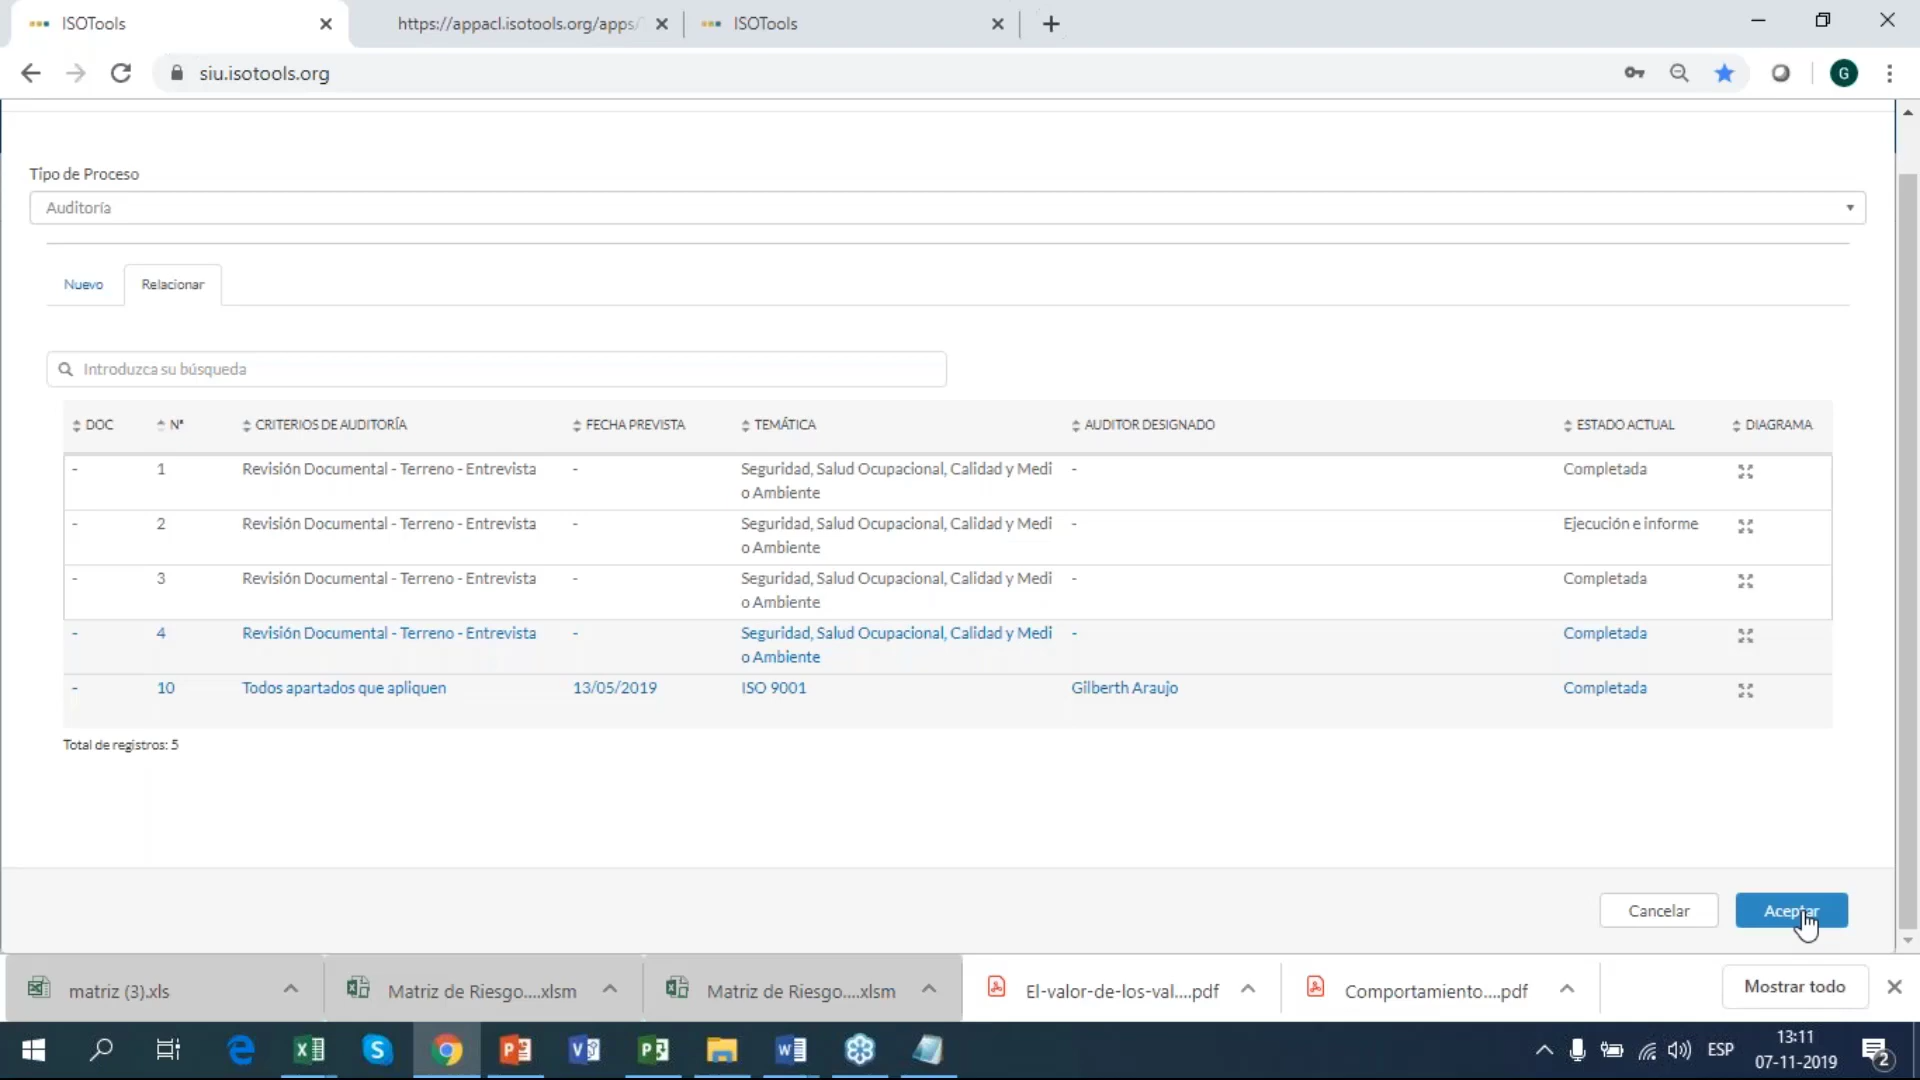 ISOTools
https://appacl.isotools.org/apps/
ISOTools
siu.isotools.org
G
Tipo de Proceso
Auditoría
Nuevo
Relacionar
Introduzca su búsqueda
DOC Nº CRITERIOS DE AUDITORÍA FECHA PREVISTA TEMÁTICA AUDITOR DESIGNADO ESTADO ACTUAL DIAGRAMA
- 1 Revisión Documental - Terreno - Entrevista - Seguridad, Salud Ocupacional, Calidad y Medi - Completada
o Ambiente
- 2 Revisión Documental - Terreno - Entrevista - Seguridad, Salud Ocupacional, Calidad y Medi - Ejecución e informe
o Ambiente
- 3 Revisión Documental - Terreno - Entrevista - Seguridad, Salud Ocupacional, Calidad y Medi - Completada
o Ambiente
- 4 Revisión Documental - Terreno - Entrevista - Seguridad, Salud Ocupacional, Calidad y Medi - Completada
o Ambiente
- 10 Todos apartados que apliquen 13/05/2019 ISO 9001 Gilberth Araujo Completada
Total de registros: 5
Cancelar
Aceptar
matriz (3).xls
Matriz de Riesgo....xlsm
Matriz de Riesgo....xlsm
El-valor-de-los-val....pdf
Comportamiento....pdf
Mostrar todo
ESP
13:11
07-11-2019
2